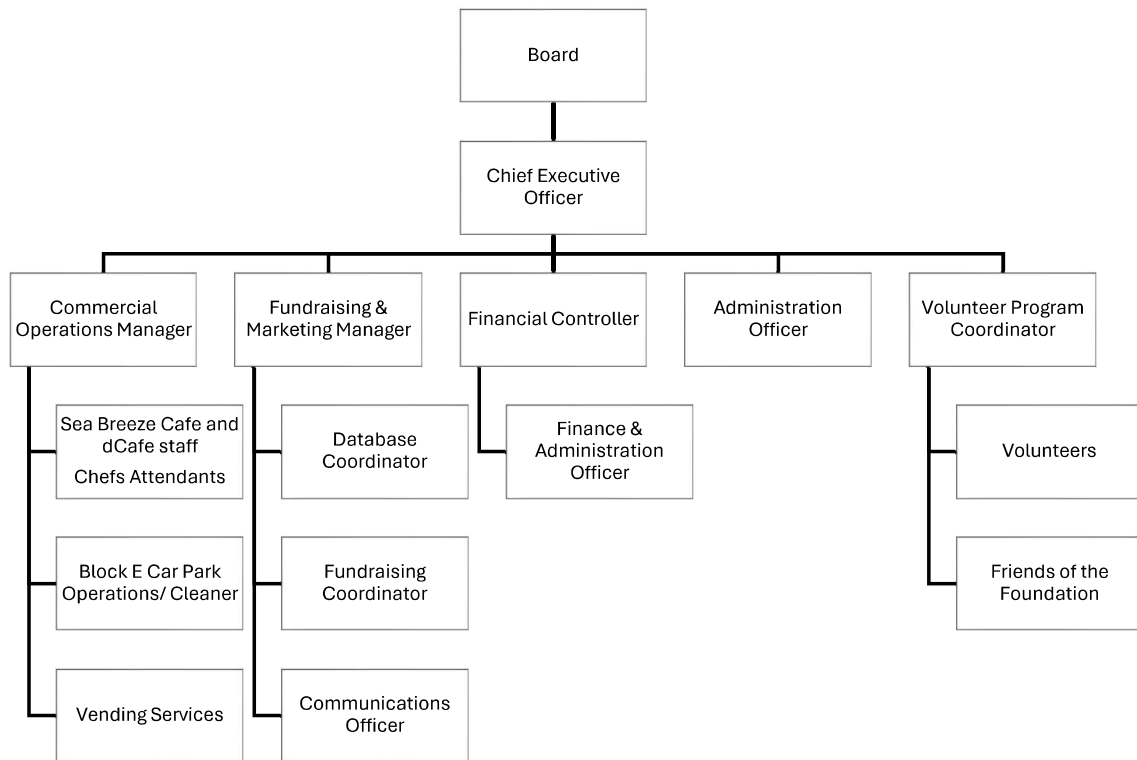 Board
Chief Executive
Officer
Commercial
Operations Manager
Fundraising &
Marketing Manager
Financial Controller
Administration
Officer
Volunteer Program
Coordinator
Sea Breeze Cafe and
dCafe staff
Chefs Attendants
Database
Coordinator
Finance &
Administration
Officer
Volunteers
Block E Car Park
Operations/ Cleaner
Fundraising
Coordinator
Friends of the
Foundation
Vending Services
Communications
Officer